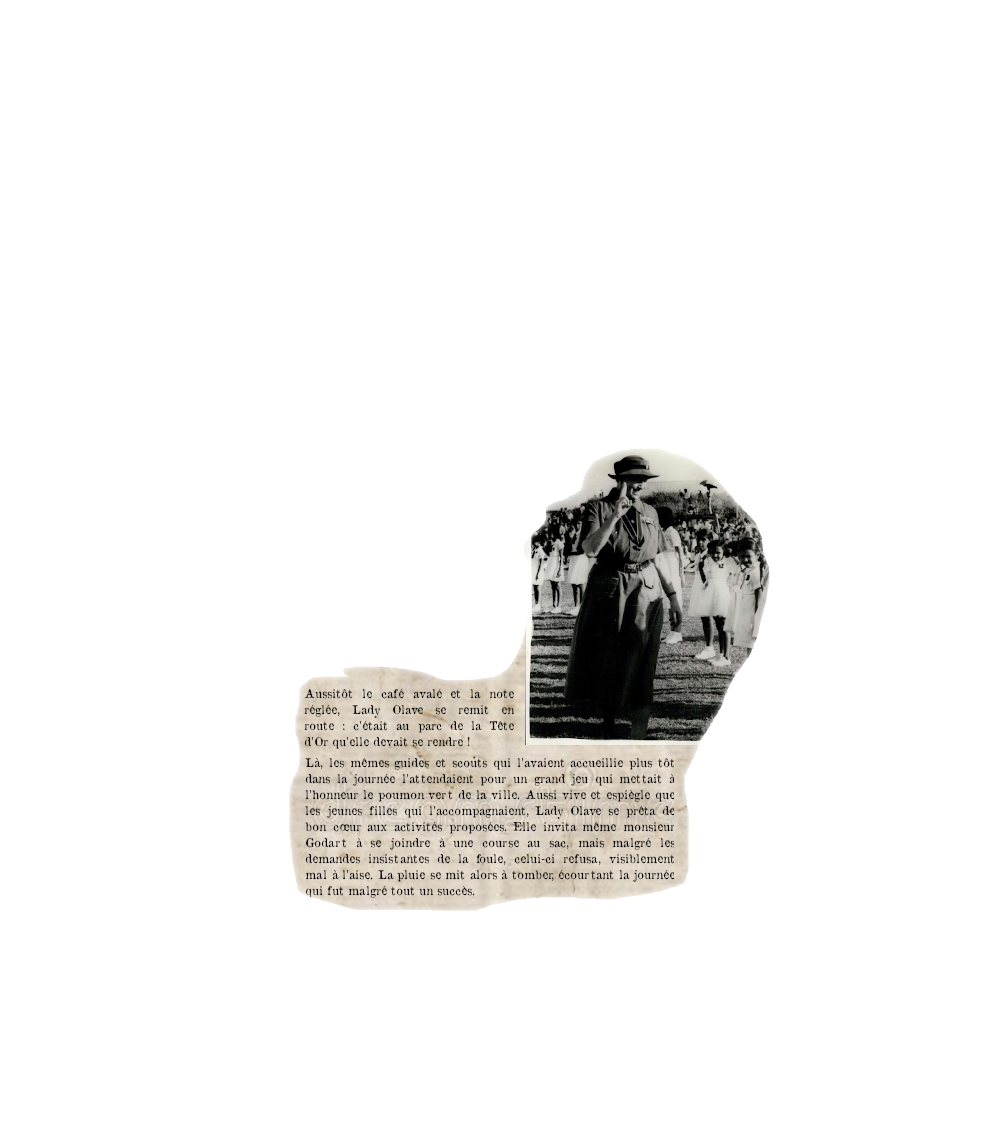 Aussitôt le café avalé et la note
réglée, Lady Olave se remit en
route : c'était au parc de la Tête
d'Or qu'elle devait se rendre !
Là, les mêmes guides et scouts qui l'avaient accueillie plus tôt
dans la journée l'attendaient pour un grand jeu qui mettait à
l'honneur le poumon vert de la ville. Aussi vive et espiègle que
les jeunes filles qui l'accompagnaient, Lady Olave se prêta de
bon cœur aux activités proposées. Elle invita même monsieur
Godart à se joindre à une course au sac, mais malgré les
demandes insistantes de la foule, celui-ci refusa, visiblement
mal à l'aise. La pluie se mit alors à tomber, écourtant la journée
qui fut malgré tout un succès.